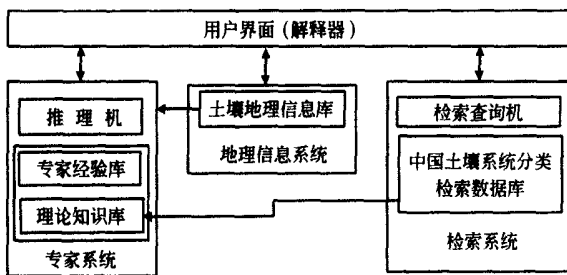 用户界面（解释器）
推理机
专家经验库
理论知识库
专家系统
土壤地理信息库
地理信息系统
检索查询机
中国土壤系统分类
检索数据库
检索系统